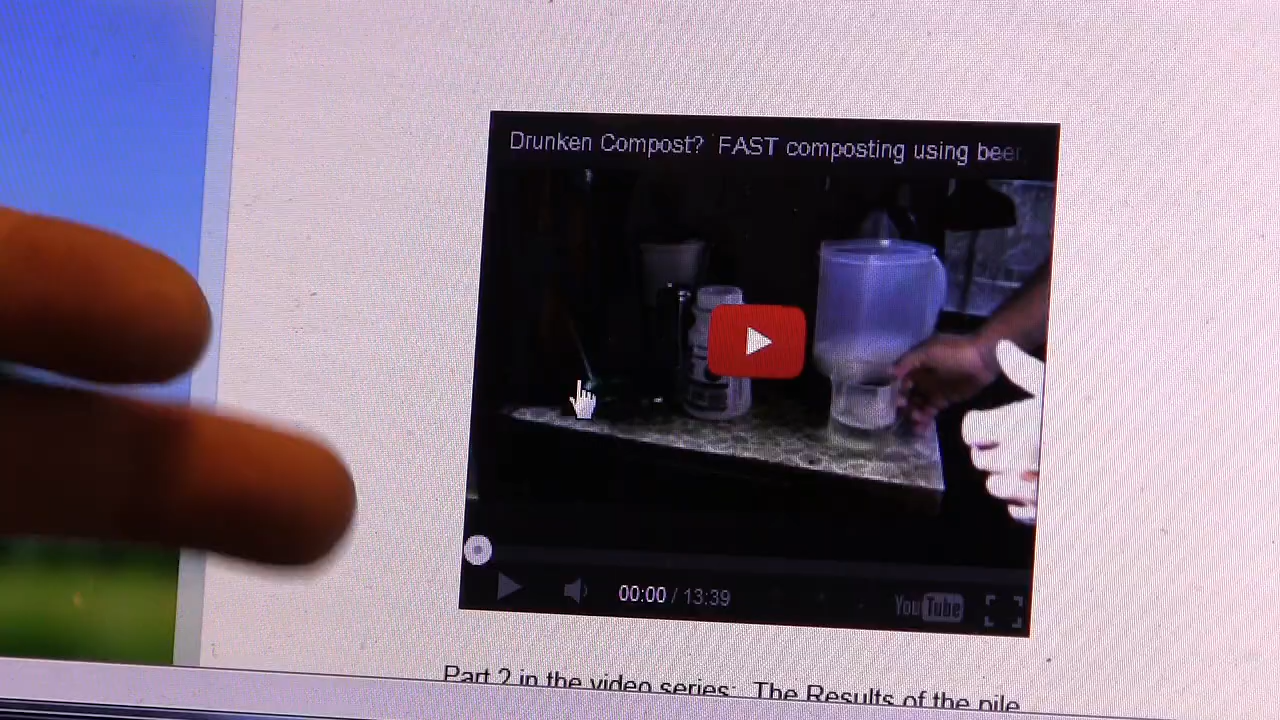 Drunken Compost? FAST composting using beer
00:00 / 13:39
YouTube
Part 2 in the video series: The Results of the pile